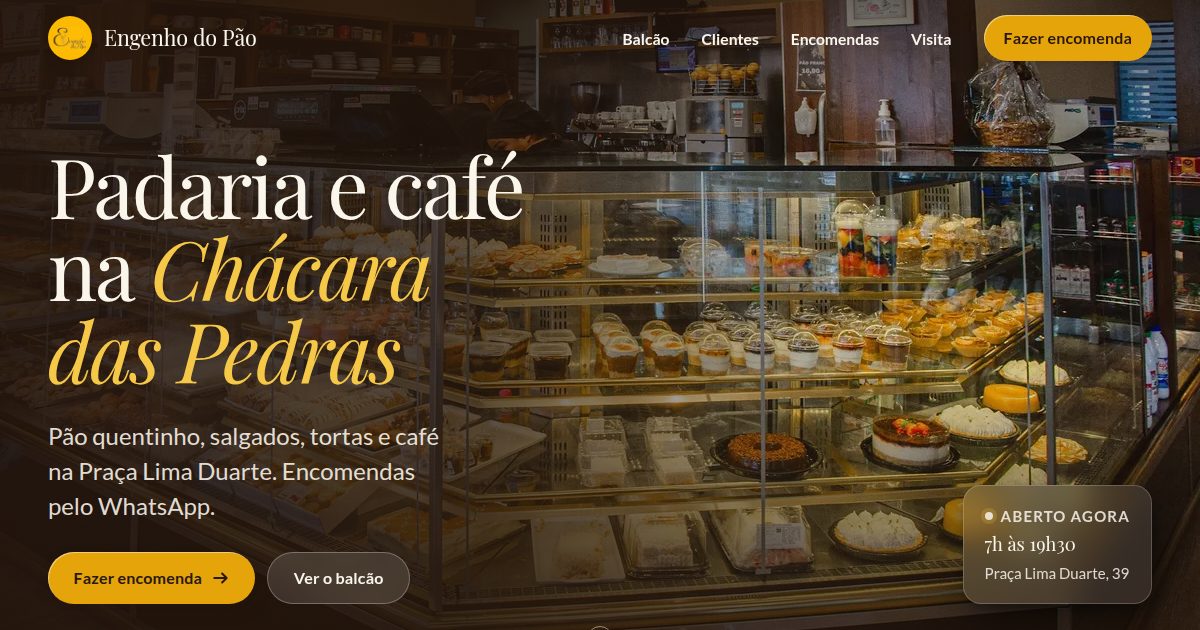 Engenho do Pão
Balcão
Clientes
Encomendas
Visita
Fazer encomenda
Padaria e café
na Chácara
das Pedras
Pão quentinho, salgados, tortas e café
na Praça Lima Duarte. Encomendas
pelo WhatsApp.
Fazer encomenda →
Ver o balcão
ABERTO AGORA
7h às 19h30
Praça Lima Duarte, 39